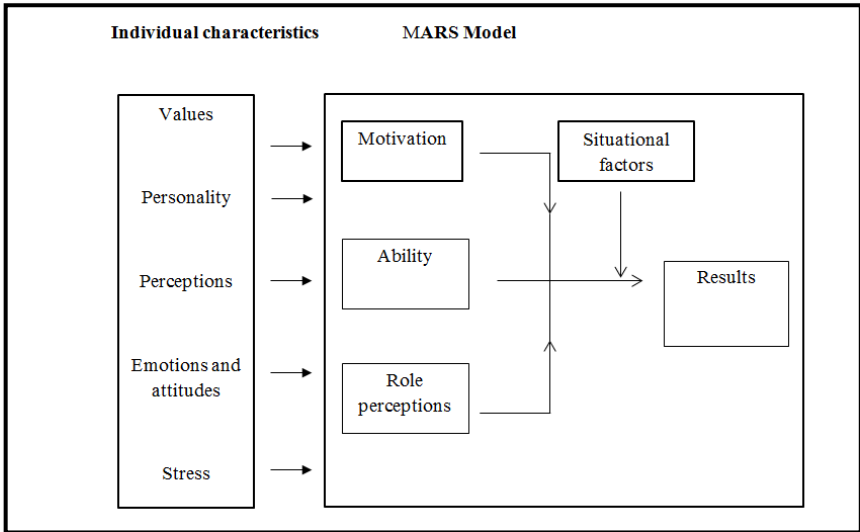 Individual characteristics
MARS Model
Values
Personality
Perceptions
Emotions and
attitudes
Stress
Motivation
Ability
Role
perceptions
Situational
factors
Results